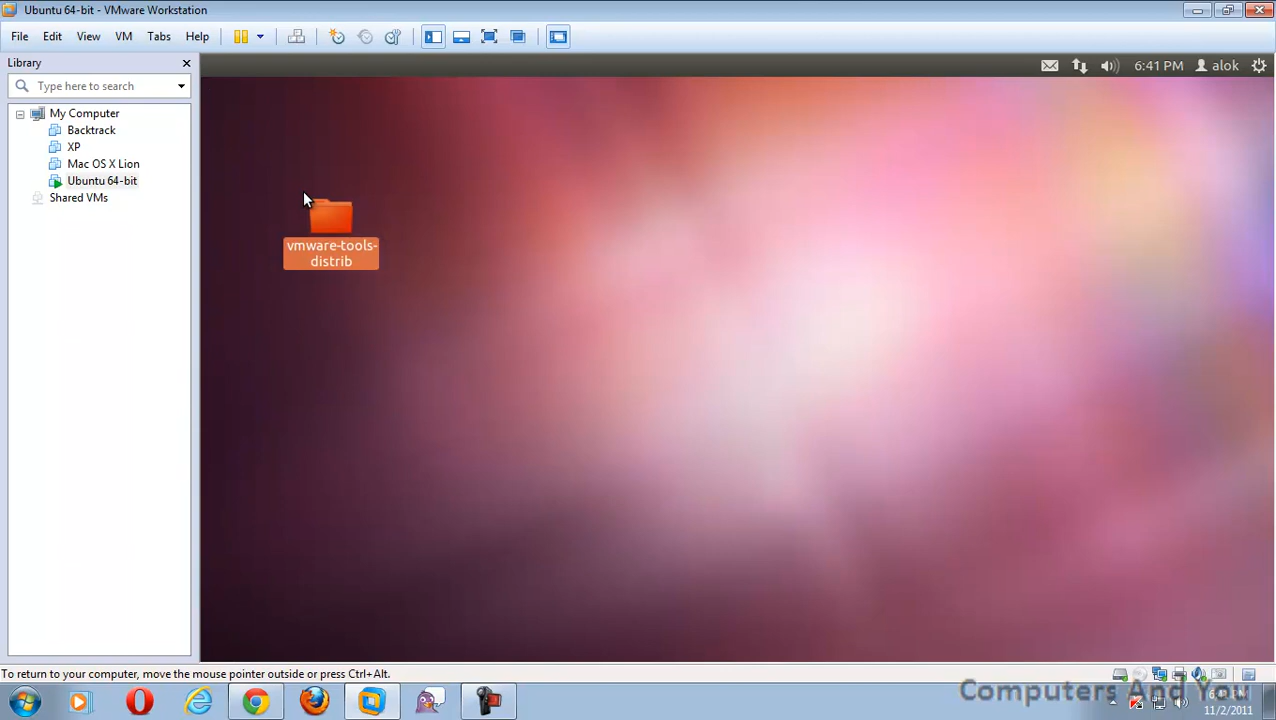 Ubuntu 64-bit - VMware Workstation
File Edit View VM Tabs Help
Library
Type here to search
My Computer
Backtrack
XP
Mac OS X Lion
Ubuntu 64-bit
Shared VMs
6:41 PM alok
vmware-tools-
distrib
To return to your computer, move the mouse pointer outside or press Ctrl+Alt.
Computers And You
11/2/2011